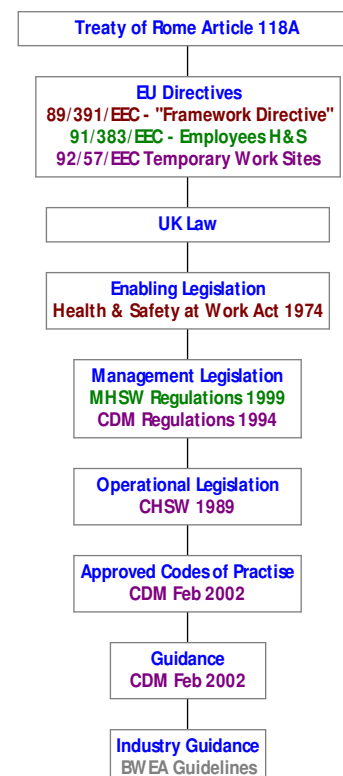 Treaty of Rome Article 118A
EU Directives
89/391/EEC - "Framework Directive"
91/383/EEC - Employees H&S
92/57/EEC Temporary Work Sites
UK Law
Enabling Legislation
Health & Safety at Work Act 1974
Management Legislation
MHSW Regulations 1999
CDM Regulations 1994
Operational Legislation
CHSW 1989
Approved Codes of Practise
CDM Feb 2002
Guidance
CDM Feb 2002
Industry Guidance
BWEA Guidelines